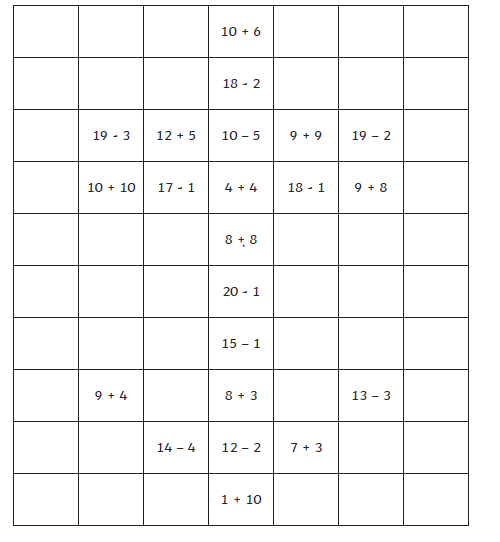 10 + 6
18 - 2
19 - 3 12 + 5 10 – 5 9 + 9 19 – 2
10 + 10 17 - 1 4 + 4 18 - 1 9 + 8
8 + 8
20 - 1
15 – 1
9 + 4 8 + 3 13 – 3
14 – 4 12 – 2 7 + 3
1 + 10